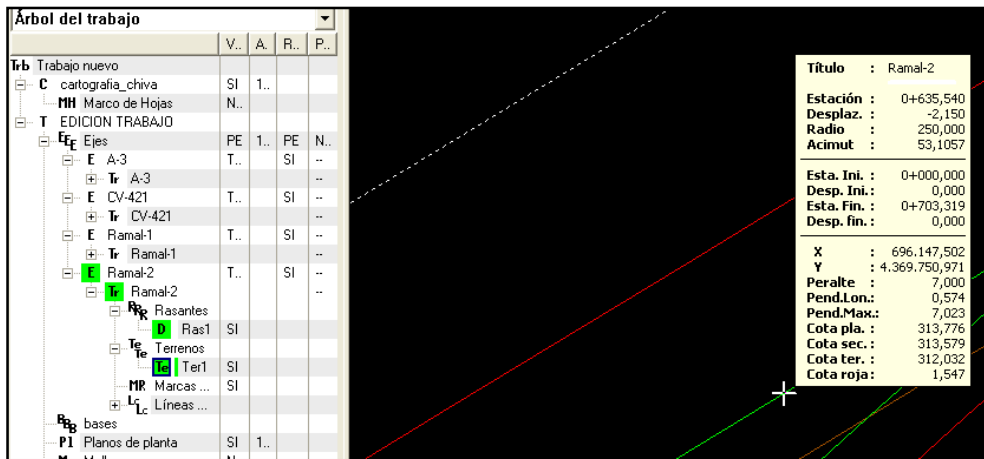 Árbol del trabajo
V.. A. R.. P..
Trb Trabajo nuevo
C cartografia_chiva SI 1..
MH Marco de Hojas N..
T EDICION TRABAJO
EEE Ejes PE 1.. PE N..
E A-3 T.. SI --
Tr A-3 --
E CV-421 T.. SI --
Tr CV-421 --
E Ramal-1 T.. SI --
Tr Ramal-1 --
E Ramal-2 T.. SI --
Tr Ramal-2 --
RRR Rasantes
D Ras1 SI
TeTe Terrenos
Te Ter1 SI
MR Marcas ... SI
LcLc Líneas ...
BBB bases
Pl Planos de planta SI 1..
Título : Ramal-2
Estación : 0+635,540
Desplaz. : -2,150
Radio : 250,000
Acimut : 53,1057
Esta. Ini. : 0+000,000
Desp. Ini.: 0,000
Esta. Fin. : 0+703,319
Desp. fin. : 0,000
X : 696.147,502
Y : 4.369.750,971
Peralte : 7,000
Pend.Lon.: 0,574
Pend.Max.: 7,023
Cota pla. : 313,776
Cota sec. : 313,579
Cota ter. : 312,032
Cota roja: 1,547